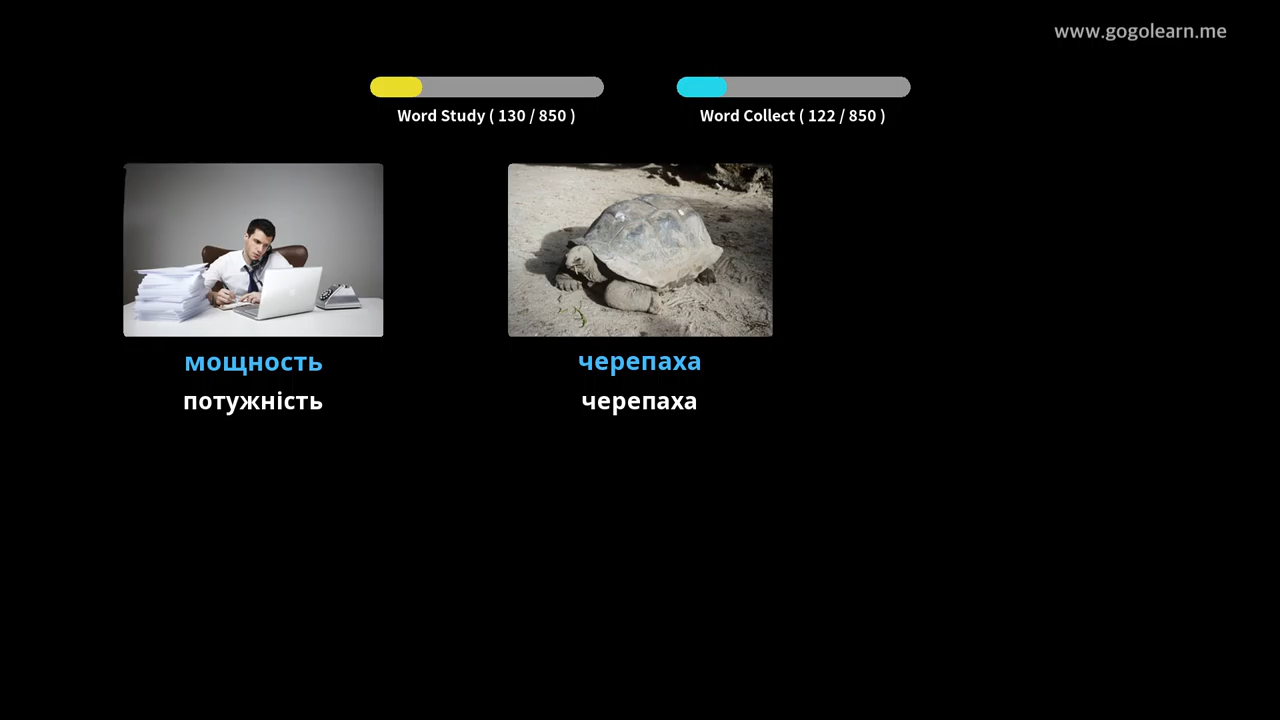 www.gogolearn.me
Word Study ( 130 / 850 )
Word Collect ( 122 / 850 )
мощность
потужність
черепаха
черепаха